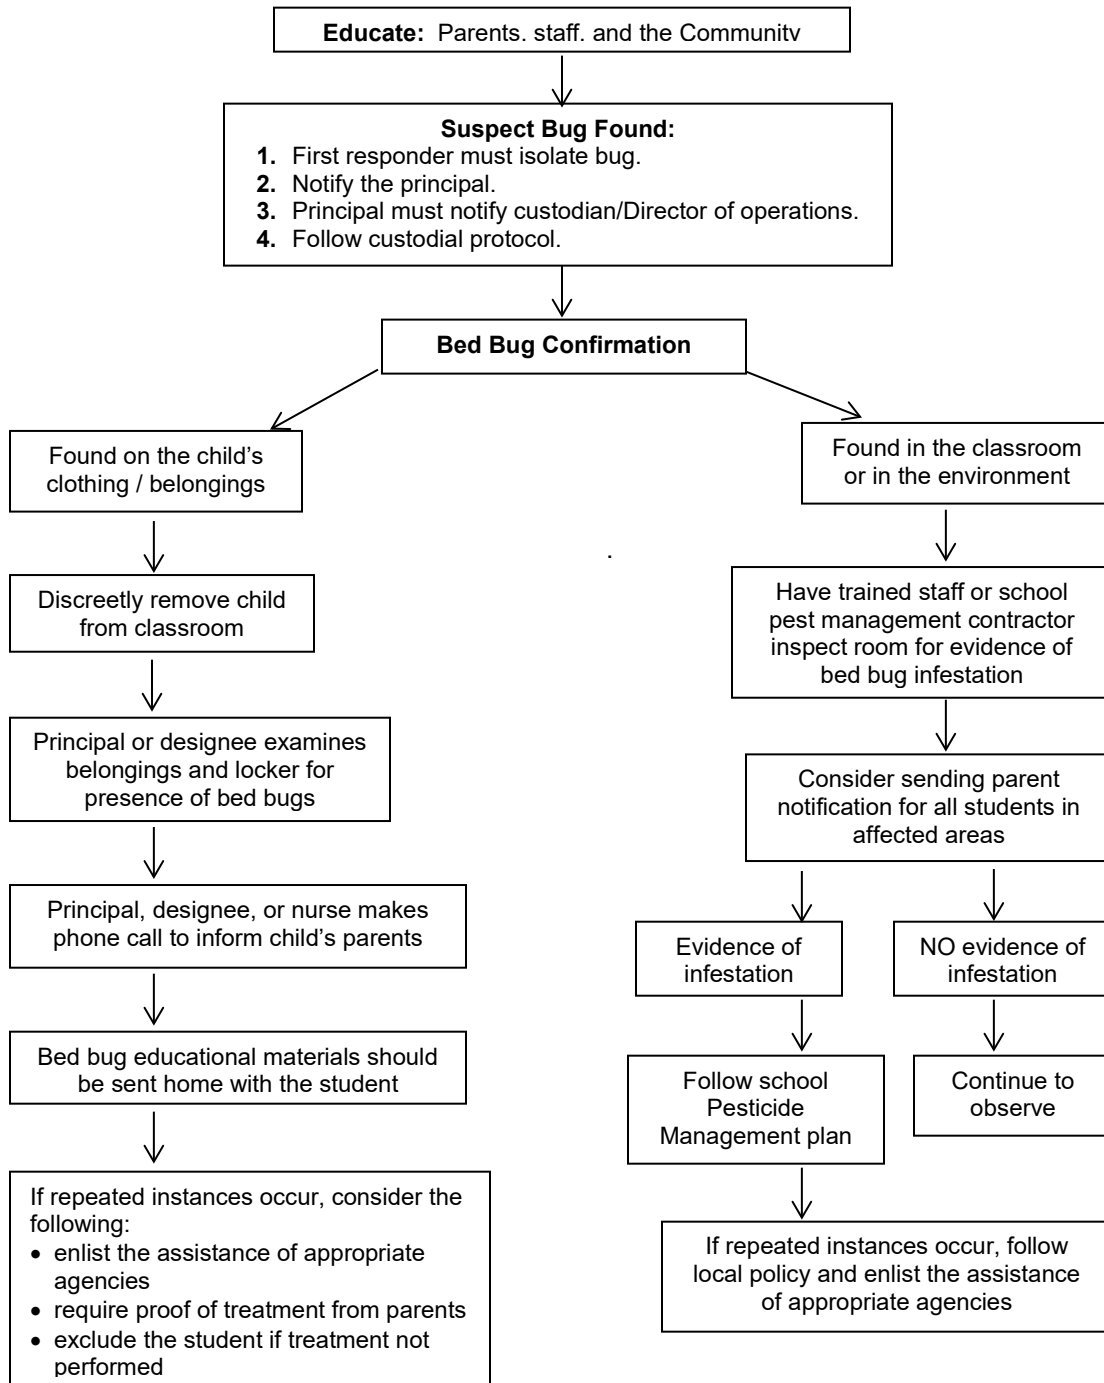 Educate: Parents, staff, and the Community
Suspect Bug Found:
1. First responder must isolate bug.
2. Notify the principal.
3. Principal must notify custodian/Director of operations.
4. Follow custodial protocol.
Bed Bug Confirmation
Found on the child’s
clothing / belongings
Discreetly remove child
from classroom
Principal or designee examines
belongings and locker for
presence of bed bugs
Principal, designee, or nurse makes
phone call to inform child’s parents
Bed bug educational materials should
be sent home with the student
If repeated instances occur, consider the
following:
• enlist the assistance of appropriate
agencies
• require proof of treatment from parents
• exclude the student if treatment not
performed
Found in the classroom
or in the environment
Have trained staff or school
pest management contractor
inspect room for evidence of
bed bug infestation
Consider sending parent
notification for all students in
affected areas
Evidence of
infestation
Follow school
Pesticide
Management plan
If repeated instances occur, follow
local policy and enlist the assistance
of appropriate agencies
NO evidence of
infestation
Continue to
observe